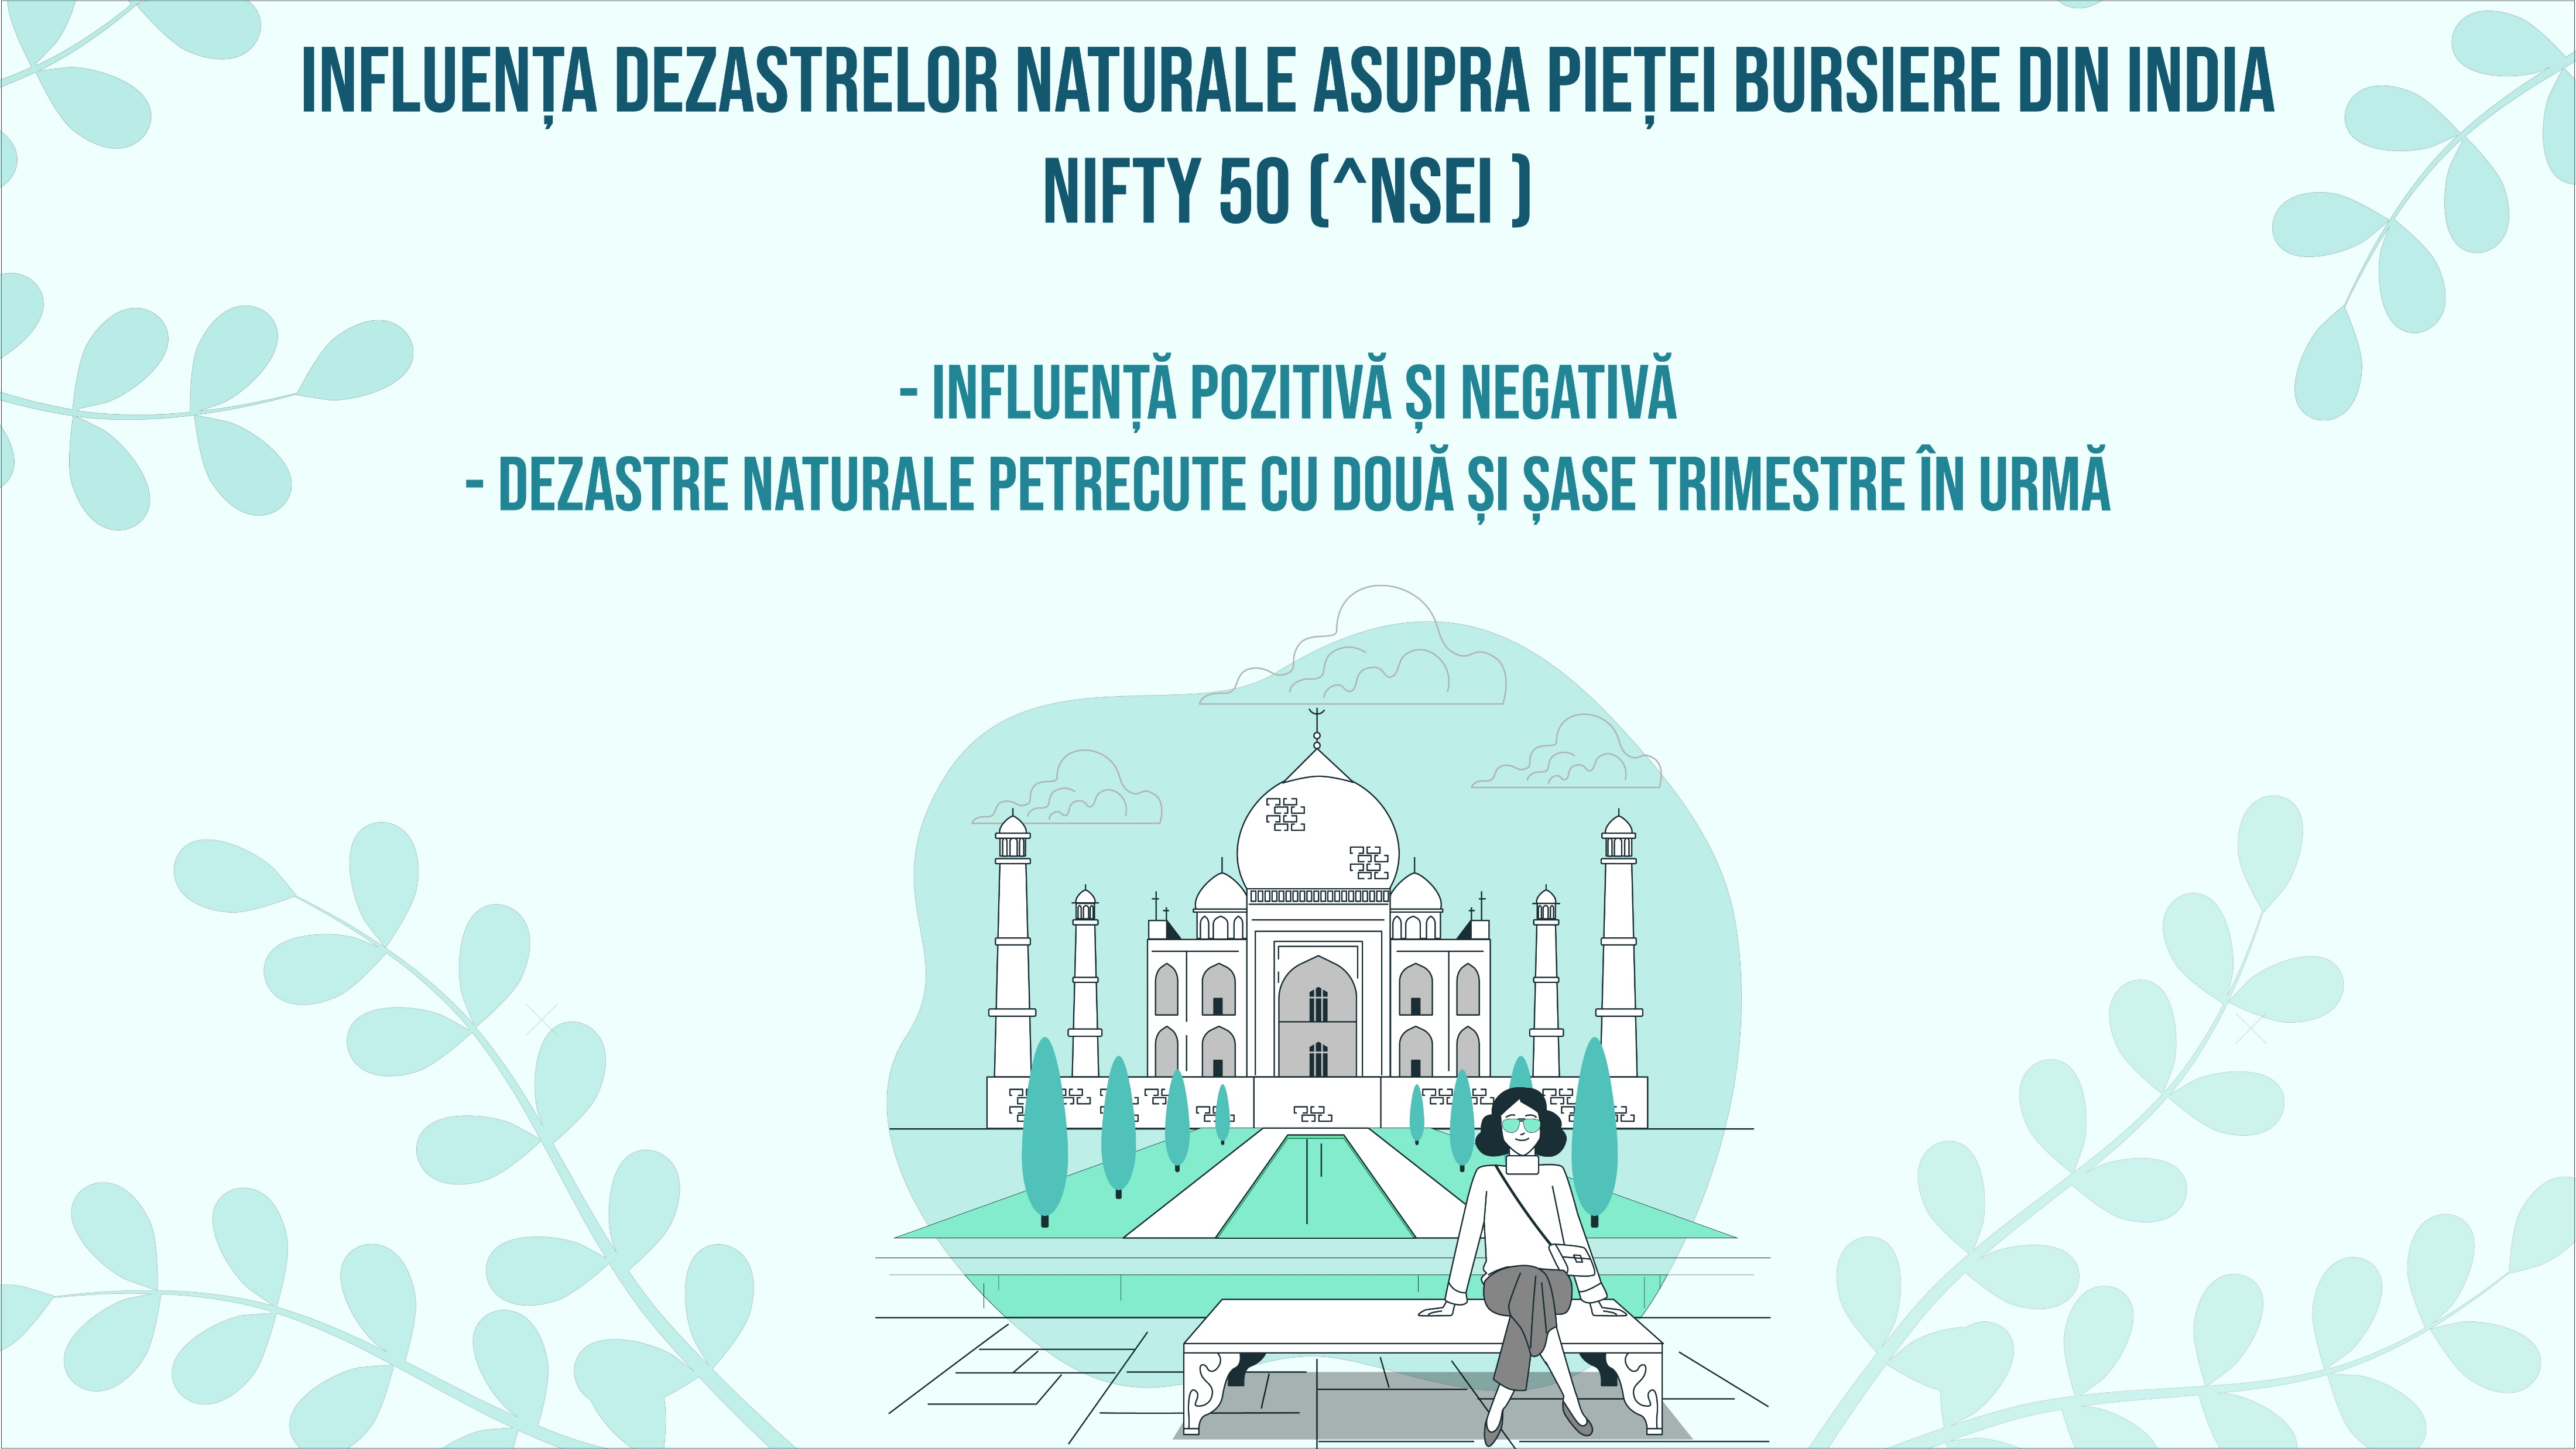 INFLUENȚA DEZASTRELOR NATURALE ASUPRA PIEȚEI BURSIERE DIN INDIA
NIFTY 50 (^NSEI )
- INFLUENȚĂ POZITIVĂ ȘI NEGATIVĂ
- DEZASTRE NATURALE PETRECUTE CU DOUĂ ȘI ȘASE TRIMESTRE ÎN URMĂ